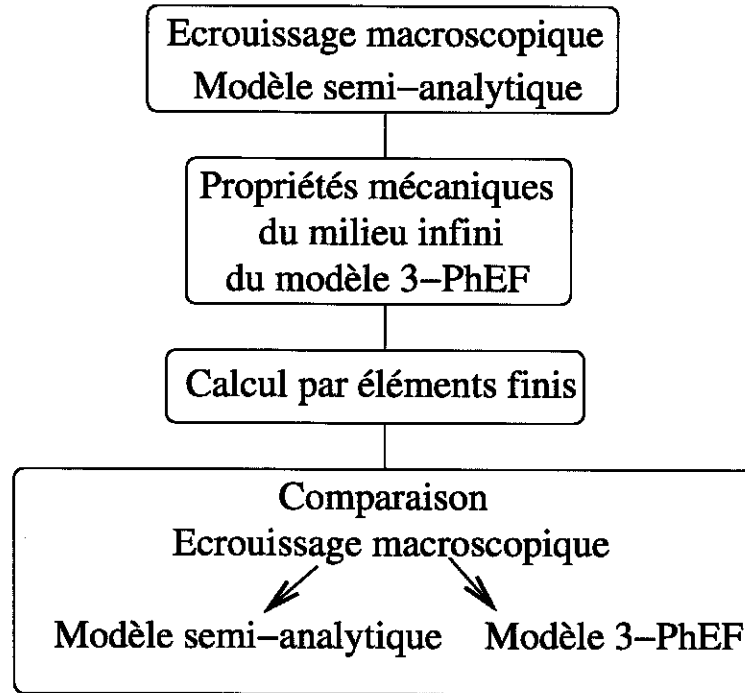 Ecrouissage macroscopique
Modèle semi−analytique
Propriétés mécaniques
du milieu infini
du modèle 3−PhEF
Calcul par éléments finis
Comparaison
Ecrouissage macroscopique
Modèle semi−analytique Modèle 3−PhEF